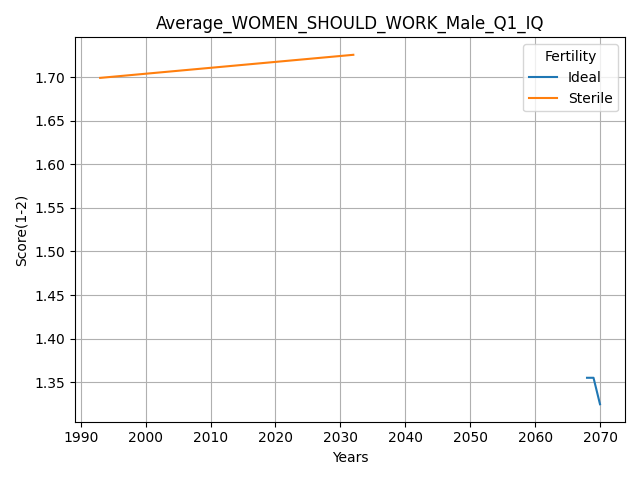 Average_WOMEN_SHOULD_WORK_Male_Q1_IQ
Fertility
Ideal
Sterile
1.70
1.65
1.60
1.55
1.50
1.45
1.40
1.35
Score(1-2)
1990 2000 2010 2020 2030 2040 2050 2060 2070
Years